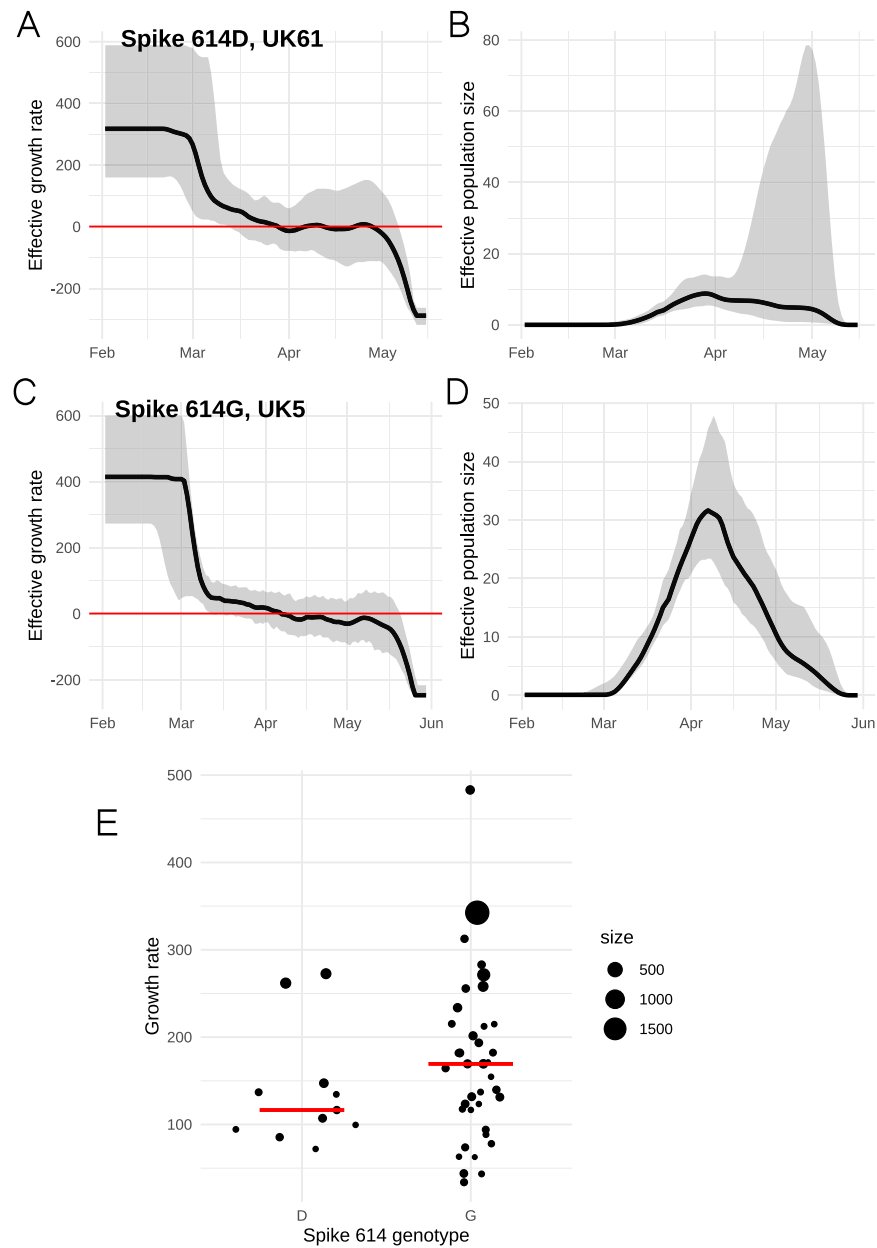 A
Spike 614D, UK61
Effective growth rate
600
400
200
0
-200
Feb Mar Apr May
B
Effective population size
80
60
40
20
0
Feb Mar Apr May
C
Spike 614G, UK5
Effective growth rate
600
400
200
0
-200
Feb Mar Apr May Jun
D
Effective population size
50
40
30
20
10
0
Feb Mar Apr May Jun
E
Growth rate
500
400
300
200
100
D G
Spike 614 genotype
size
500
1000
1500